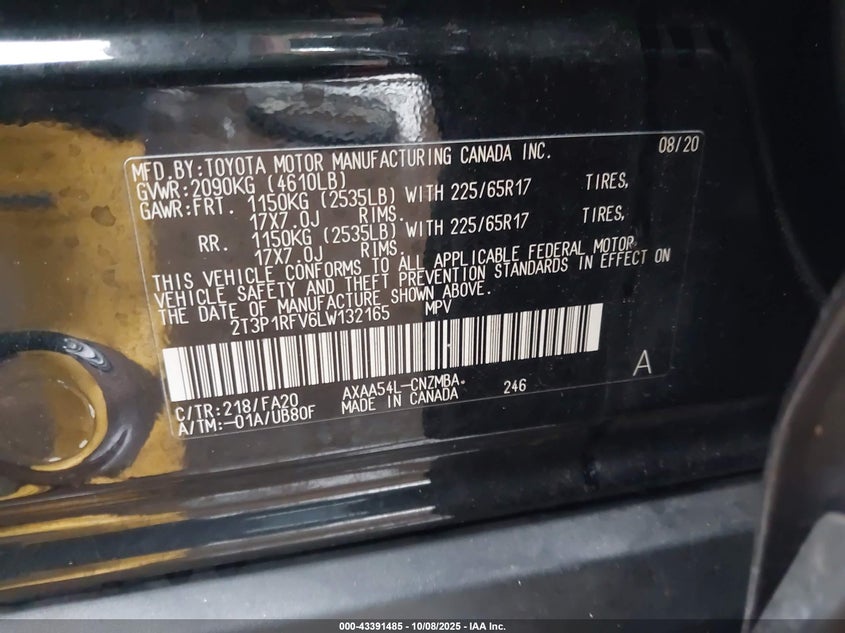 MFD.BY:TOYOTA MOTOR MANUFACTURING CANADA INC. 08/20
GVWR:2090KG (4610LB)
GAWR:FRT. 1150KG (2535LB) WITH 225/65R17 TIRES,
17X7.0J RIMS.
RR. 1150KG (2535LB) WITH 225/65R17 TIRES,
17X7.0J RIMS.
THIS VEHICLE CONFORMS TO ALL APPLICABLE FEDERAL MOTOR
VEHICLE SAFETY AND THEFT PREVENTION STANDARDS IN EFFECT ON
THE DATE OF MANUFACTURE SHOWN ABOVE.
2T3P1RFV6LW132165 MPV
A
C/TR:218/FA20 AXAA54L-CNZMBA 246
A/TM:-01A/UB80F MADE IN CANADA
000-43391485 - 10/08/2025 - IAA Inc.